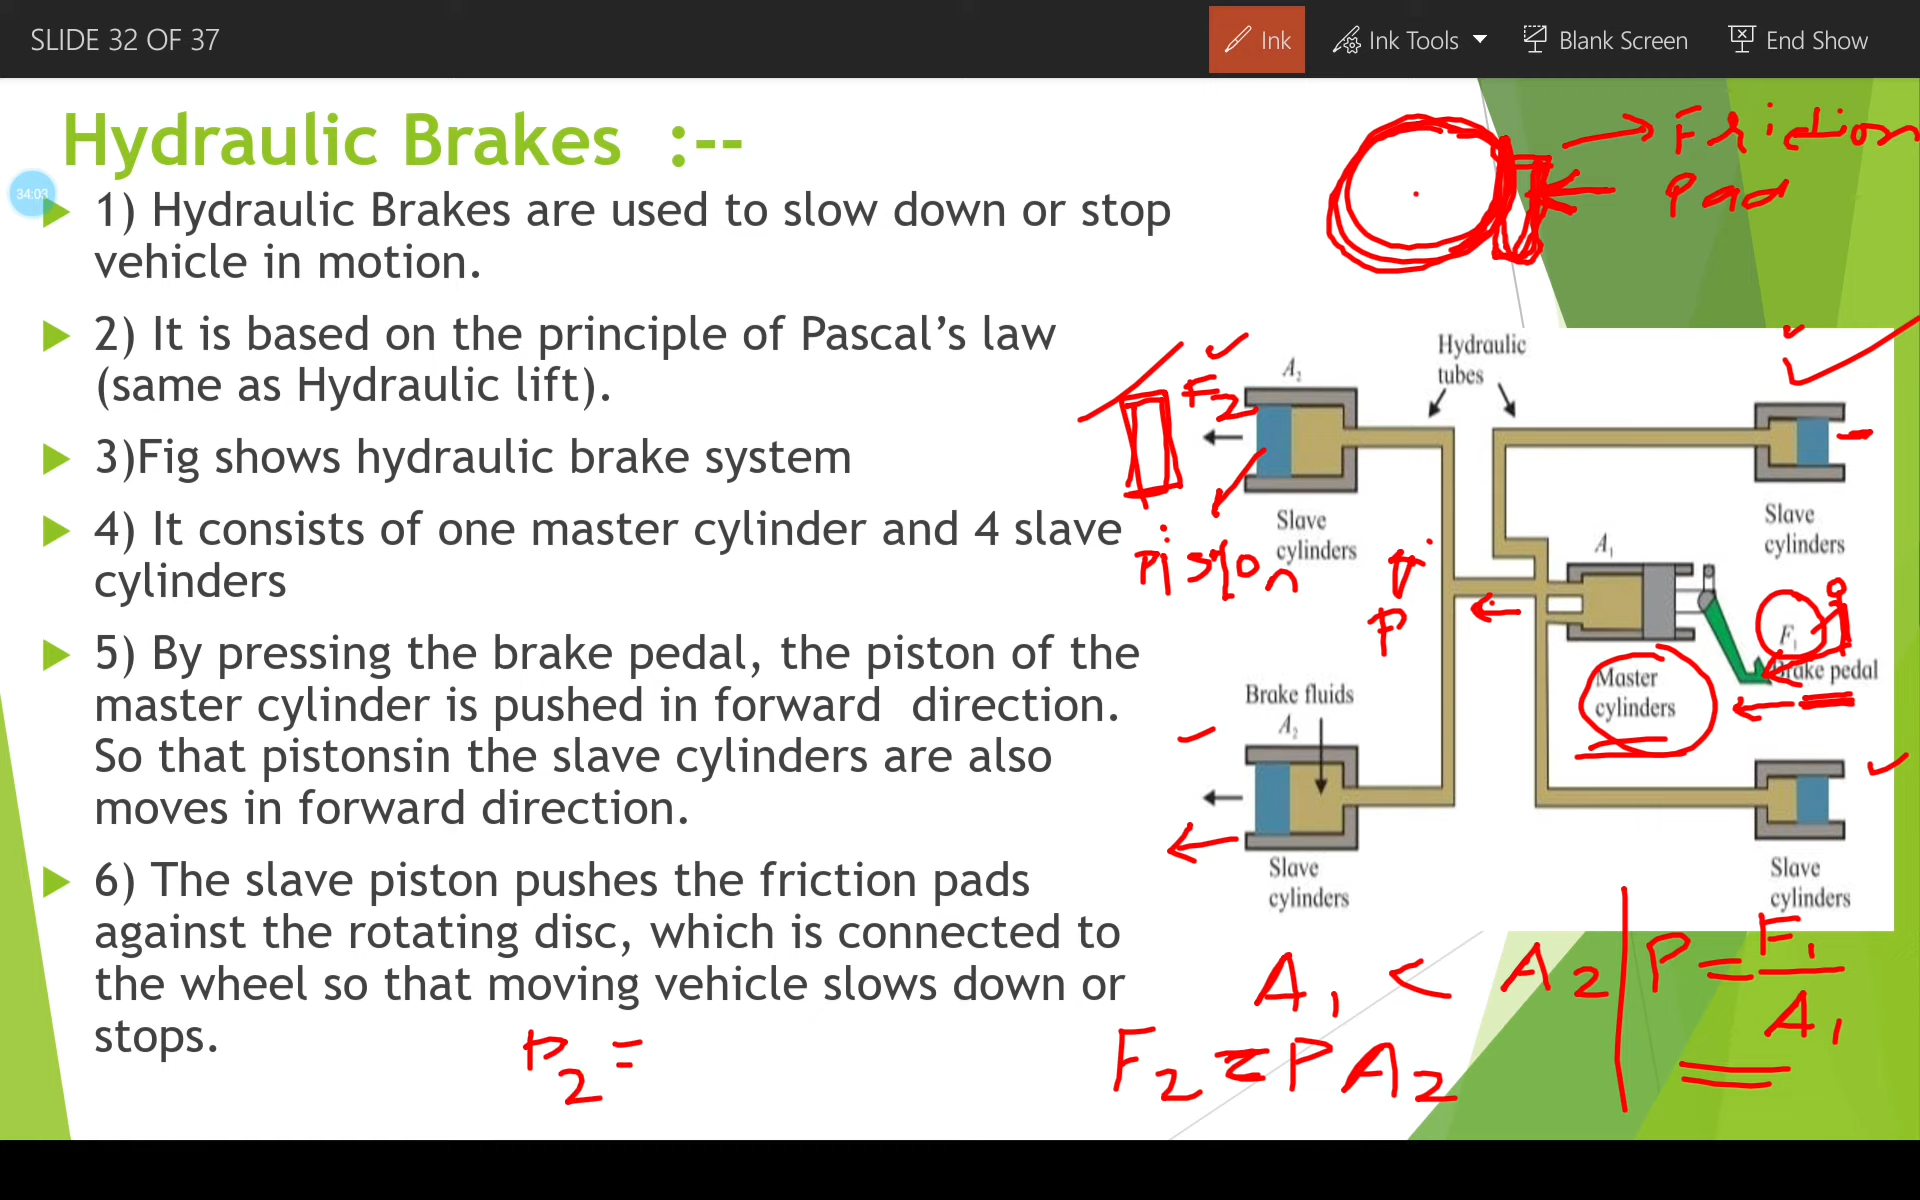 SLIDE 32 OF 37
Ink
Ink Tools
Blank Screen
End Show
Hydraulic Brakes :--
34:03
1) Hydraulic Brakes are used to slow down or stop
vehicle in motion.
2) It is based on the principle of Pascal’s law
(same as Hydraulic lift).
3)Fig shows hydraulic brake system
4) It consists of one master cylinder and 4 slave
cylinders
5) By pressing the brake pedal, the piston of the
master cylinder is pushed in forward direction.
So that pistonsin the slave cylinders are also
moves in forward direction.
6) The slave piston pushes the friction pads
against the rotating disc, which is connected to
the wheel so that moving vehicle slows down or
stops.
Friction
Pad
Hydraulic
tubes
A2
F2
Slave
cylinders
Piston
P
Slave
cylinders
A1
F1
Brake pedal
Master
cylinders
Brake fluids
A2
Slave
cylinders
Slave
cylinders
A1 < A2
P = F1
A1
F2 = PA2
P2 =